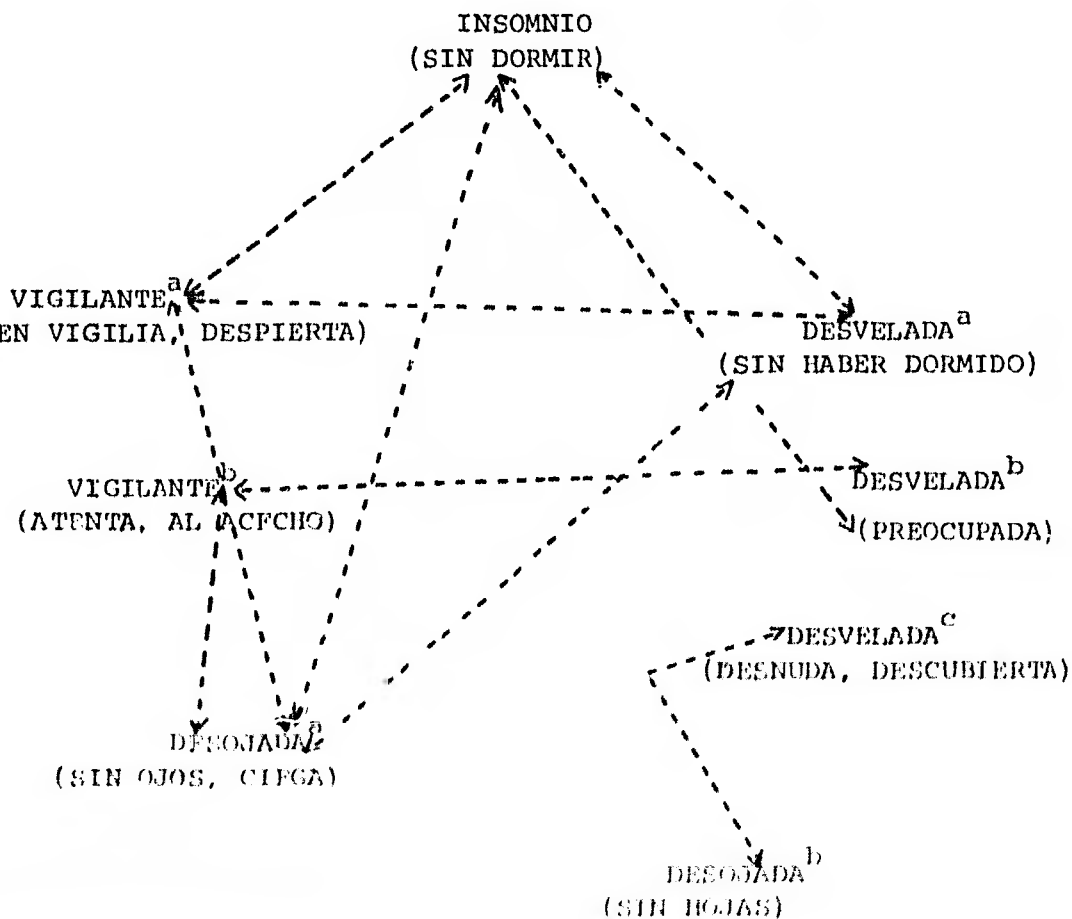 INSOMNIO
(SIN DORMIR)
VIGILANTE a
EN VIGILIA, DESPIERTA)
DESVELADA a
(SIN HABER DORMIDO)
VIGILANTE b
(ATENTA, AL ACECHO)
DESVELADA b
(PREOCUPADA)
DESVELADA c
(DESNUDA, DESCUBIERTA)
DESOJADA a
(SIN OJOS, CIEGA)
DESOJADA b
(SIN HOJAS)